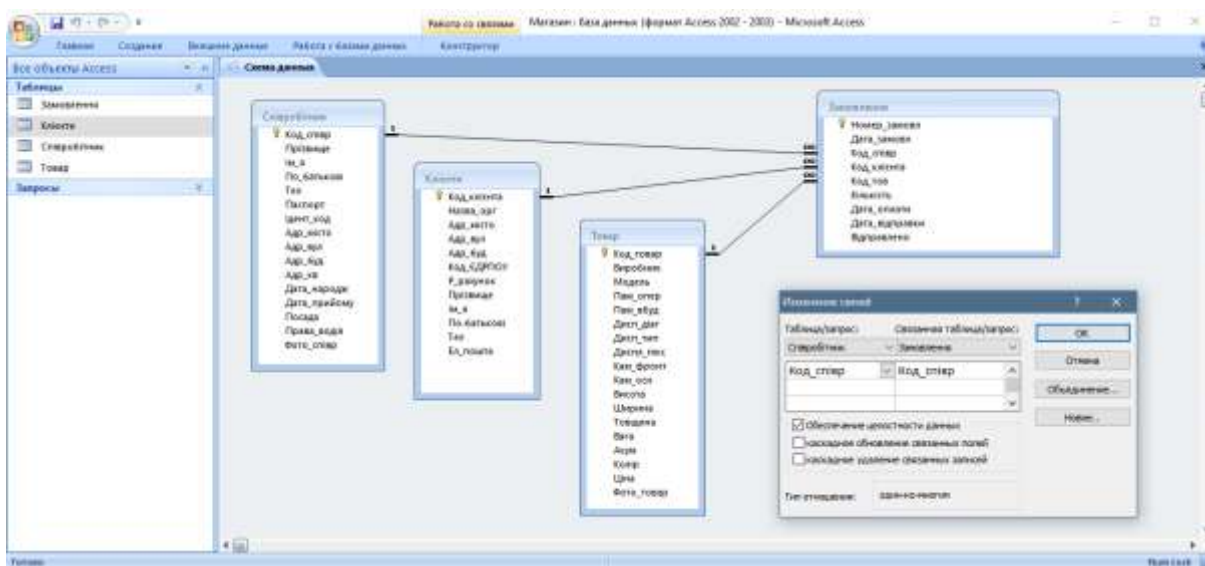 Работа со связями
Магазин : база данных (формат Access 2002 - 2003) - Microsoft Access
Главная
Создание
Внешние данные
Работа с базами данных
Конструктор
Все объекты Access
Таблицы
Замовлення
Клієнти
Співробітник
Товар
Запросы
Схема данных
Співробітник
Код_співр
Прізвище
Ім_я
По_батькові
Тел
Паспорт
Ідент_код
Адр_місто
Адр_вул
Адр_буд
Адр_кв
Дата_народж
Дата_прийому
Посада
Права_водія
Фото_співр
Клієнти
Код_клієнта
Назва_орг
Адр_місто
Адр_вул
Адр_буд
Код_ЄДРПОУ
Р_рахунок
Прізвище
Ім_я
По-батькові
Тел
Ел_пошта
Товар
Код_товар
Виробник
Модель
Пам_опер
Пам_вбуд
Дисп_діаг
Дисп_тип
Кам_фронт
Кам_осн
Висота
Ширина
Товщина
Вага
Акум
Колір
Ціна
Фото_товар
Замовлення
Номер_замовл
Дата_замовл
Код_співр
Код_клієнта
Код_тов
Кількість
Дата_оплати
Дата_відправки
Відправлено
Изменение связей
Таблица/запрос:
Связанная таблица/запрос:
Співробітник
Замовлення
Код_співр
Код_співр
Обеспечение целостности данных
каскадное обновление связанных полей
каскадное удаление связанных записей
Тип отношения:
один-ко-многим
ОК
Отмена
Объединение...
Новое...
Готово
Num Lock